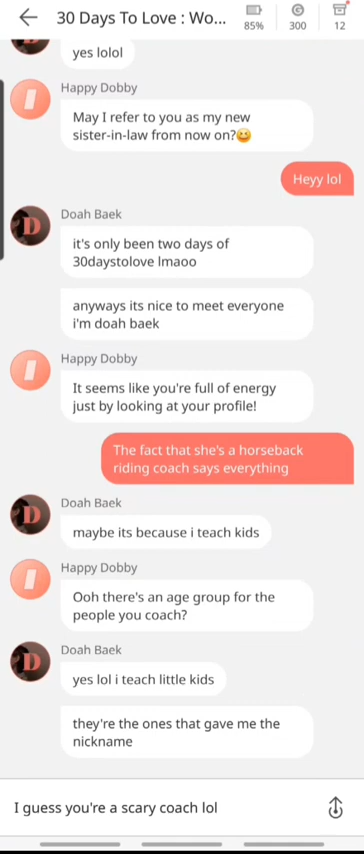 30 Days To Love : Wo...
85%
300
12
yes lolol
Happy Dobby
May I refer to you as my new
sister-in-law from now on?😆
Heyy lol
Doah Baek
it's only been two days of
30daystolove lmaoo
anyways its nice to meet everyone
i'm doah baek
Happy Dobby
It seems like you're full of energy
just by looking at your profile!
The fact that she's a horseback
riding coach says everything
Doah Baek
maybe its because i teach kids
Happy Dobby
Ooh there's an age group for the
people you coach?
Doah Baek
yes lol i teach little kids
they're the ones that gave me the
nickname
I guess you're a scary coach lol